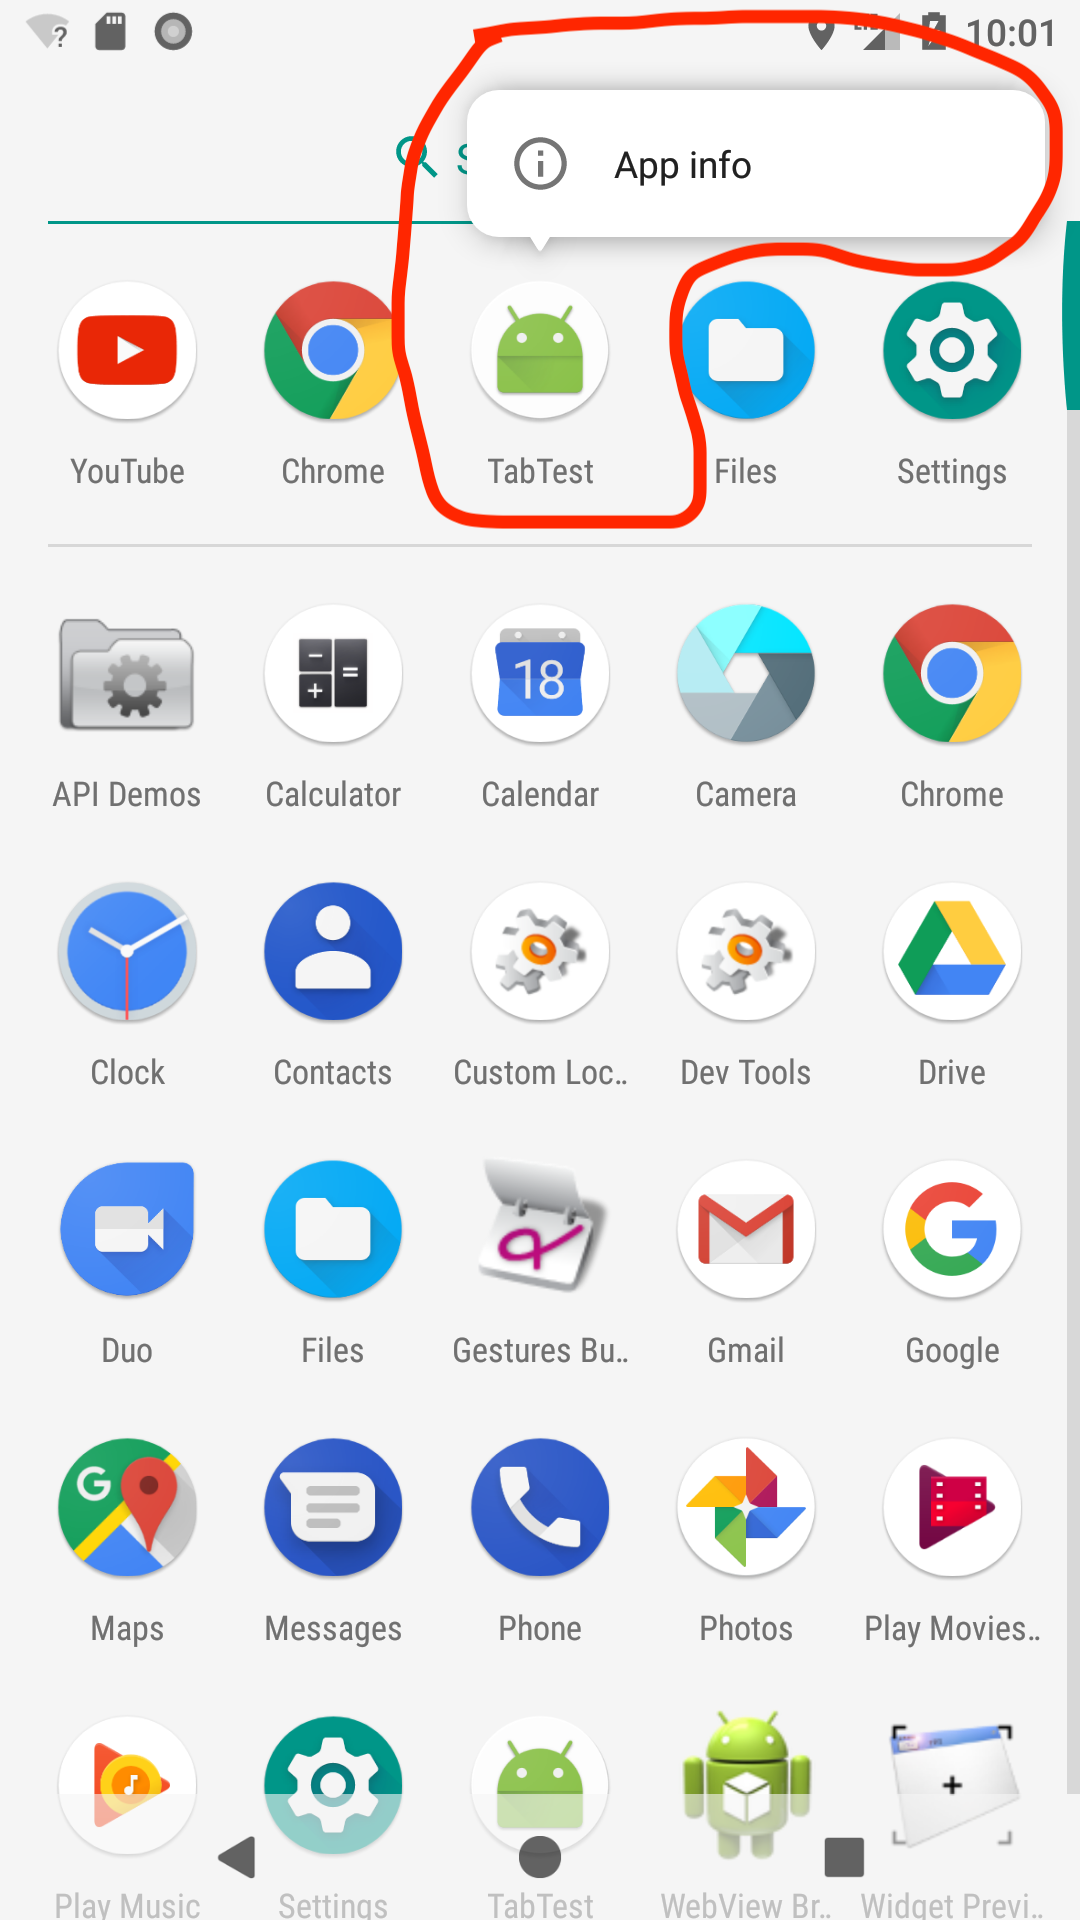 10:01
App info
YouTube Chrome TabTest Files Settings
18
API Demos Calculator Calendar Camera Chrome
Clock Contacts Custom Loc.. Dev Tools Drive
Duo Files Gestures Bu.. Gmail Google
Maps Messages Phone Photos Play Movies..
Play Music Settings TabTest WebView Br.. Widget Previ..